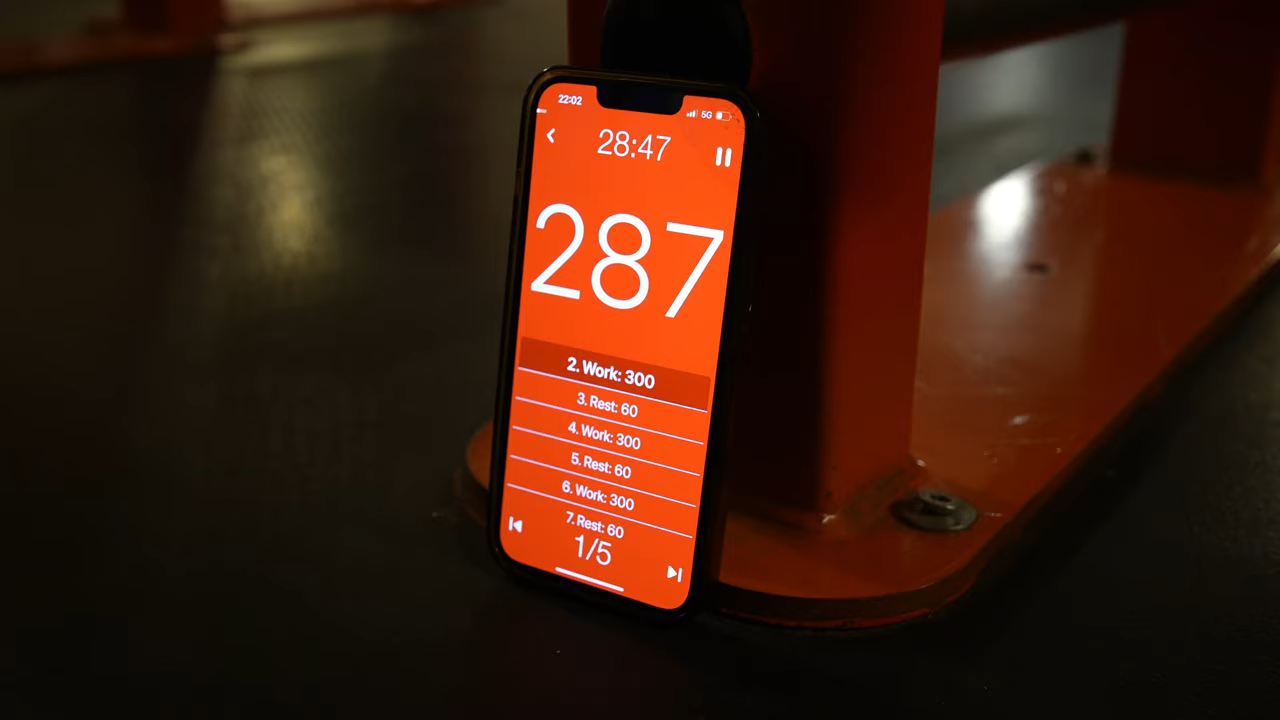 22:02 5G
28:47
287
2. Work: 300
3. Rest: 60
4. Work: 300
5. Rest: 60
6. Work: 300
7. Rest: 60
1/5